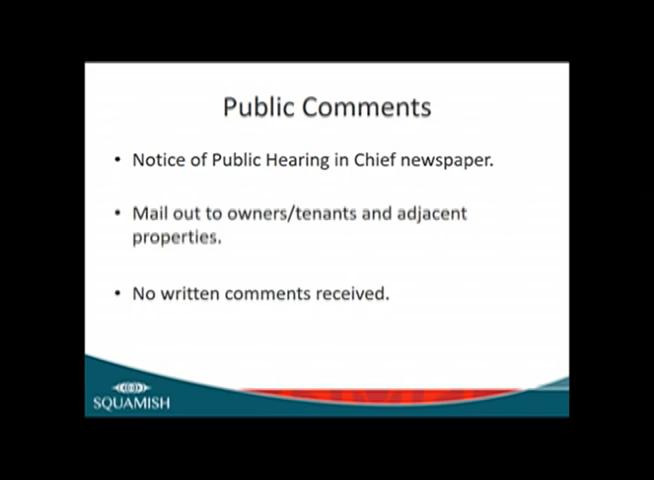 Public Comments
• Notice of Public Hearing in Chief newspaper.
• Mail out to owners/tenants and adjacent
properties.
• No written comments received.
SQUAMISH